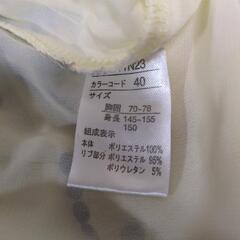 N23
カラーコード 40
サイズ
胸囲 70-78
身長 145-155
150
組成表示
本体 ポリエステル100%
リブ部分 ポリエステル 95%
ポリウレタン 5%